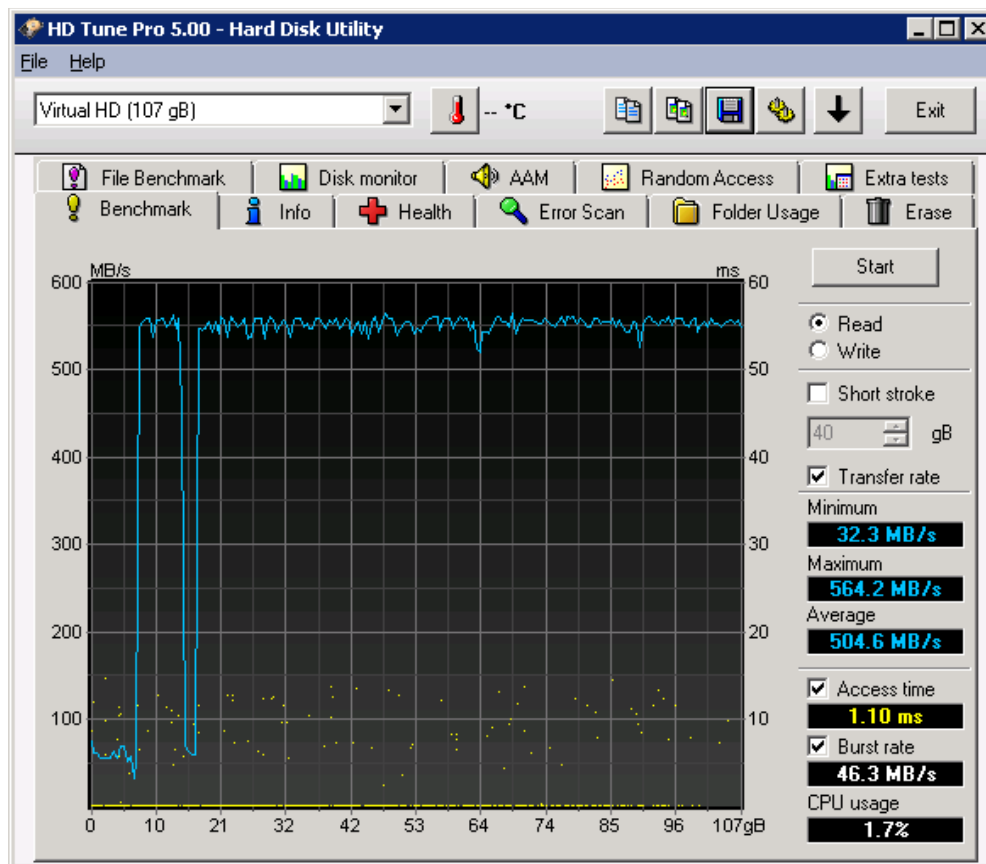 HD Tune Pro 5.00 - Hard Disk Utility
File Help
Virtual HD (107 gB)
-- °C
Exit
File Benchmark
Disk monitor
AAM
Random Access
Extra tests
Benchmark
Info
Health
Error Scan
Folder Usage
Erase
MB/s
ms
600
500
400
300
200
100
60
50
40
30
20
10
0 10 21 32 42 53 64 74 85 96 107gB
Start
Read
Write
Short stroke
40 gB
Transfer rate
Minimum
32.3 MB/s
Maximum
564.2 MB/s
Average
504.6 MB/s
Access time
1.10 ms
Burst rate
46.3 MB/s
CPU usage
1.7%